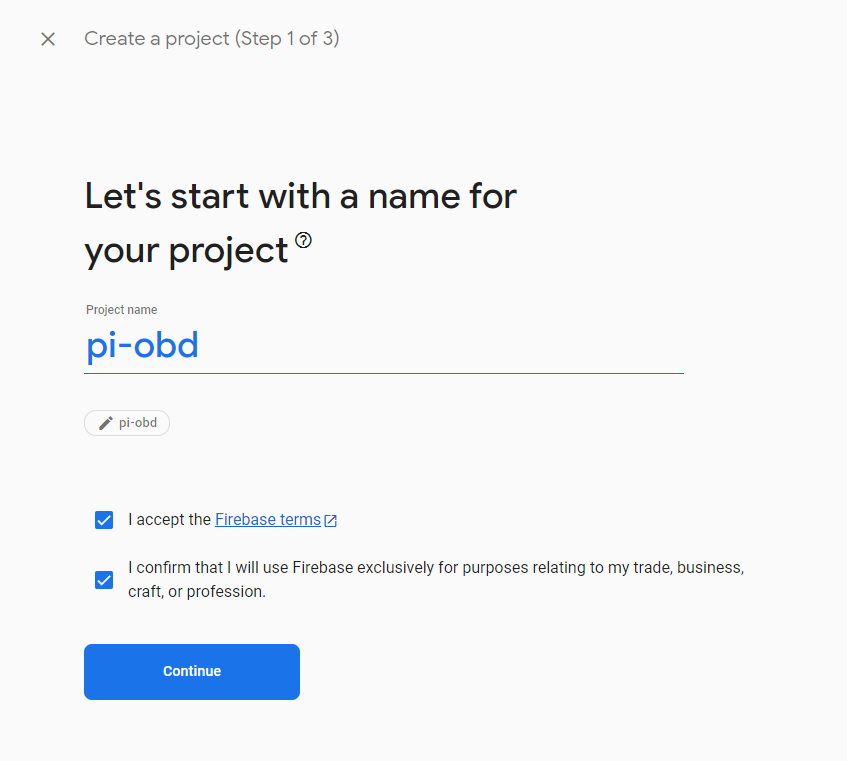 Create a project (Step 1 of 3)
Let's start with a name for
your project
Project name
pi-obd
pi-obd
I accept the Firebase terms
I confirm that I will use Firebase exclusively for purposes relating to my trade, business,
craft, or profession.
Continue